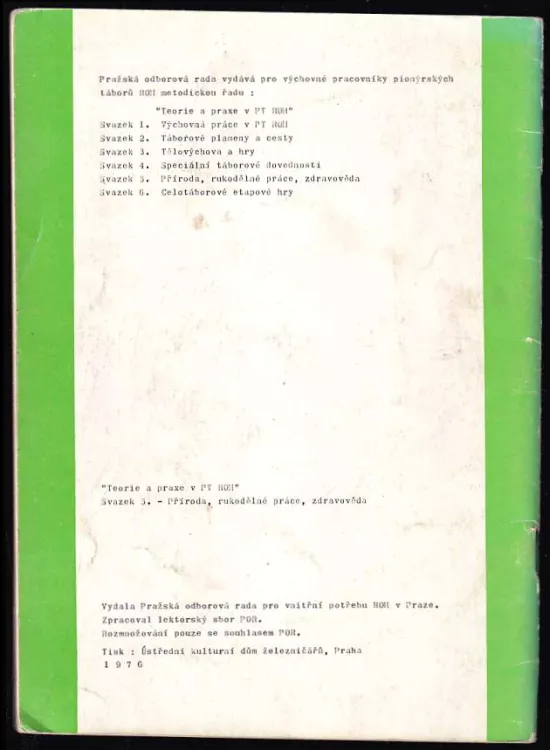 Pražská odborová rada vydává pro výchovné pracovníky pionýrských
táborů ROH metodickou řadu :
"Teorie a praxe v PT ROH"
Svazek 1. Výchovná práce v PT ROH
Svazek 2. Táborové plameny a cesty
Svazek 3. Tělovýchova a hry
Svazek 4. Speciální táborové dovednosti
Svazek 5. Příroda, rukodělné práce, zdravověda
Svazek 6. Celotáborové etapové hry
"Teorie a praxe v PT ROH"
Svazek 5. - Příroda, rukodělné práce, zdravověda
Vydala Pražská odborová rada pro vnitřní potřebu ROH v Praze.
Zpracoval lektorský sbor POR.
Rozmnožování pouze se souhlasem POR.
Tisk : Ústřední kulturní dům železničářů, Praha
1 9 7 6